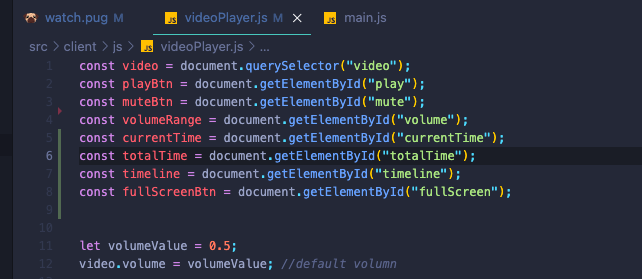 watch.pug M
JS videoPlayer.js M ×
JS main.js
src > client > js > JS videoPlayer.js > ...
1 const video = document.querySelector("video");
2 const playBtn = document.getElementById("play");
3 const muteBtn = document.getElementById("mute");
4 const volumeRange = document.getElementById("volume");
5 const currentTime = document.getElementById("currentTime");
6 const totalTime = document.getElementById("totalTime");
7 const timeline = document.getElementById("timeline");
8 const fullScreenBtn = document.getElementById("fullScreen");
9
10
11 let volumeValue = 0.5;
12 video.volume = volumeValue; //default volumn